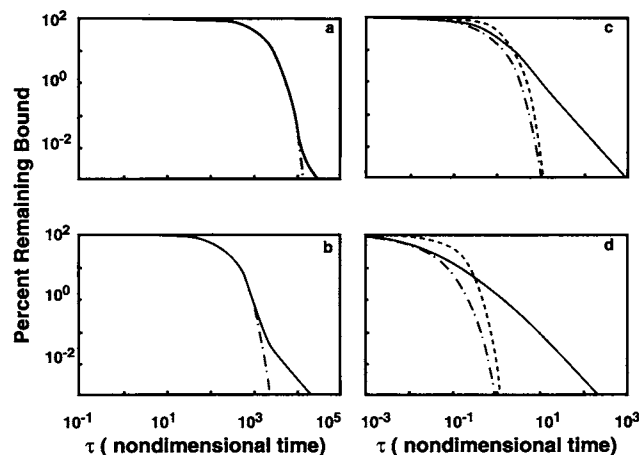 Percent Remaining Bound
10²
10⁰
10⁻²
a
c
10²
10⁰
10⁻²
b
d
10⁻¹ 10¹ 10³ 10⁵
10⁻³ 10⁻¹ 10¹ 10³
τ ( nondimensional time)
τ ( nondimensional time)